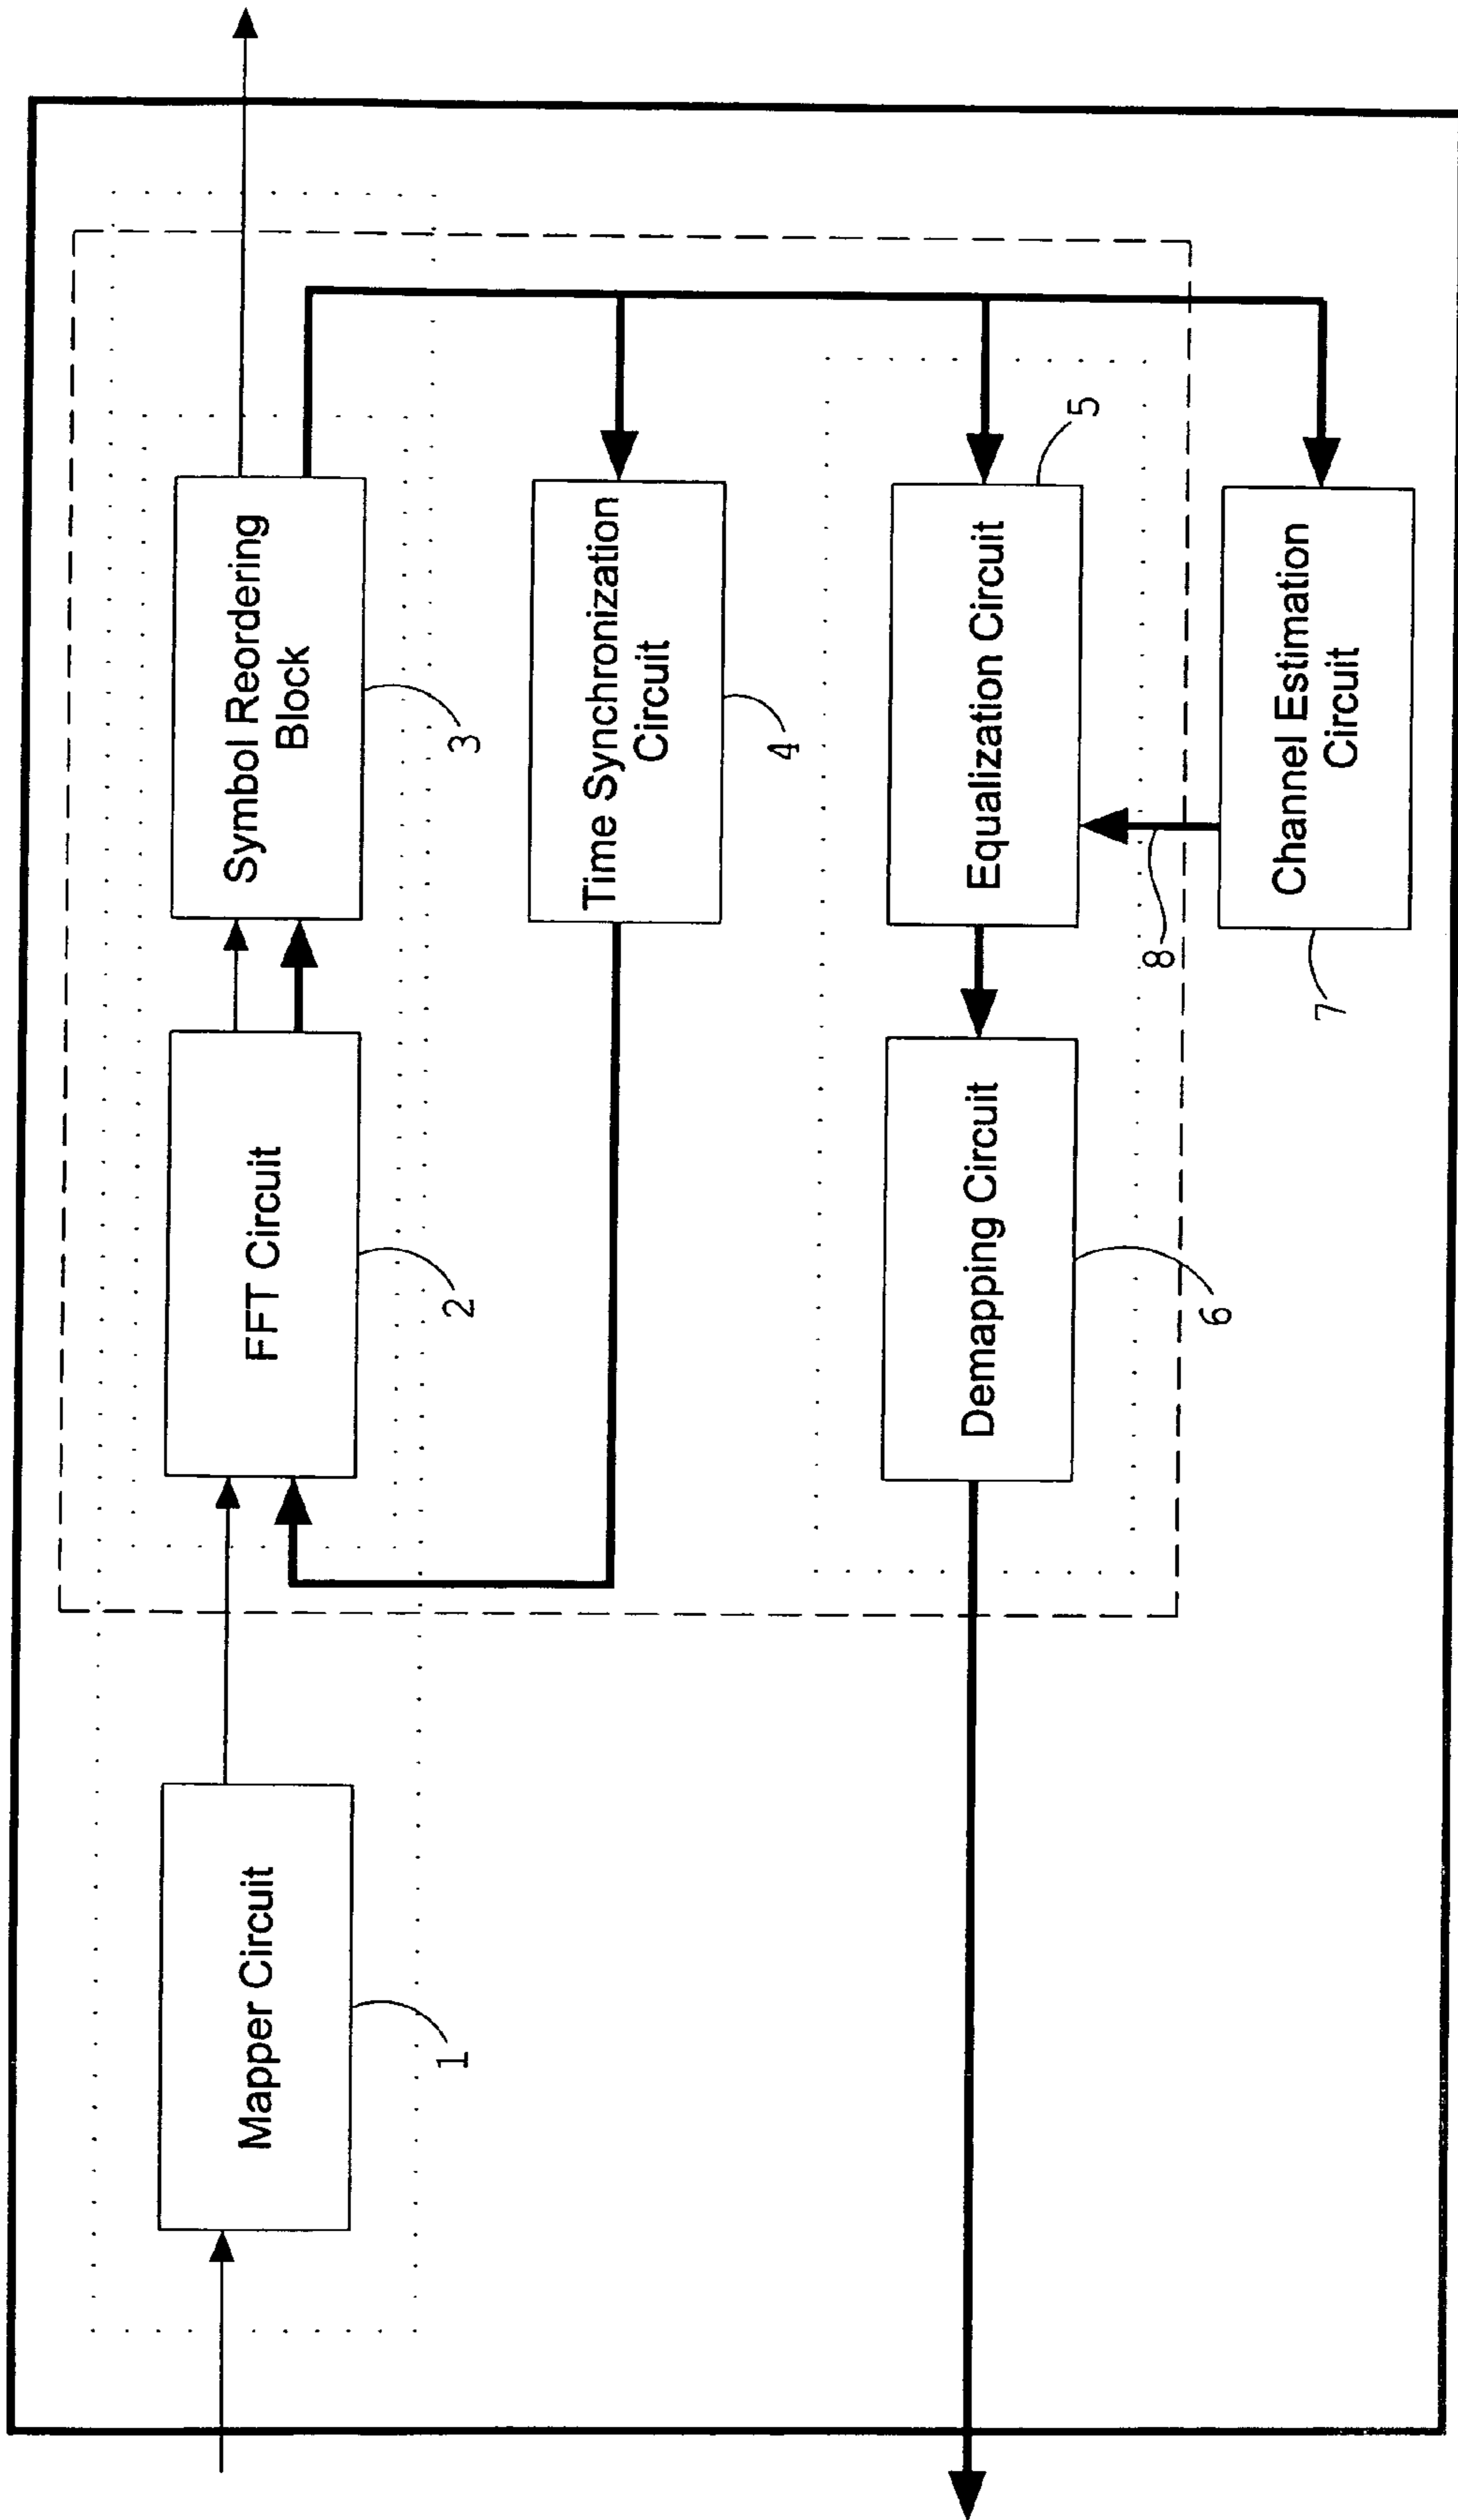 Mapper Circuit
1
FFT Circuit
2
Symbol Reordering
Block
3
Time Synchronization
Circuit
4
Demapping Circuit
6
Equalization Circuit
5
8
Channel Estimation
Circuit
7